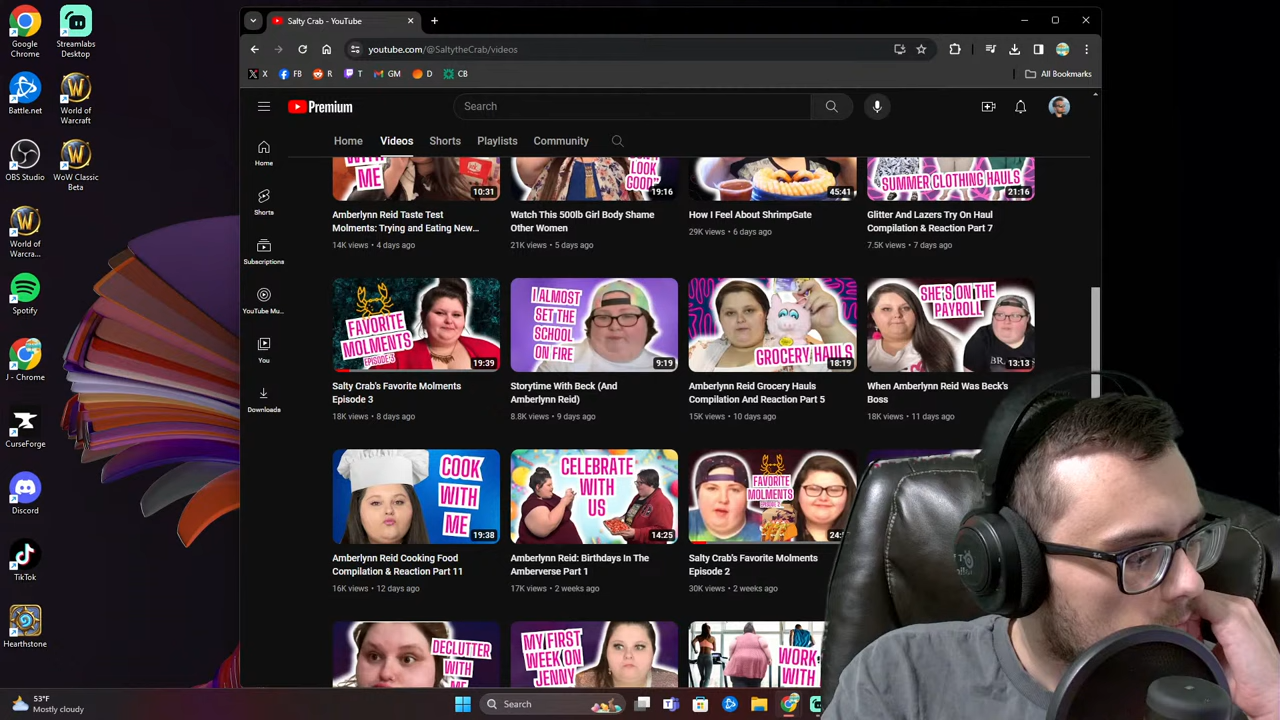 Salty Crab - YouTube
Google
Chrome
Streamlabs
Desktop
youtube.com/@SaltytheCrab/videos
X
FB
R
T
GM
D
CB
All Bookmarks
Battle.net
World of
Warcraft
Premium
Search
Home
Videos
Shorts
Playlists
Community
Home
Shorts
Subscriptions
YouTube Mu...
You
Downloads
OBS Studio
WoW Classic
Beta
World of
Warcra...
Spotify
J - Chrome
CurseForge
Discord
TikTok
Hearthstone
ME
10:31
LOOK
GOOD
19:16
45:41
SUMMER CLOTHING HAULS
21:16
Amberlynn Reid Taste Test
Molments: Trying and Eating New...
14K views • 4 days ago
Watch This 500lb Girl Body Shame
Other Women
21K views • 5 days ago
How I Feel About ShrimpGate
29K views • 6 days ago
Glitter And Lazers Try On Haul
Compilation & Reaction Part 7
7.5K views • 7 days ago
FAVORITE
MOLMENTS
EPISODE 3
19:39
I ALMOST
SET THE
SCHOOL
ON FIRE
9:19
GROCERY HAULS
18:19
SHE'S ON THE
PAYROLL
13:13
Salty Crab's Favorite Molments
Episode 3
18K views • 8 days ago
Storytime With Beck (And
Amberlynn Reid)
8.8K views • 9 days ago
Amberlynn Reid Grocery Hauls
Compilation And Reaction Part 5
15K views • 10 days ago
When Amberlynn Reid Was Beck's
Boss
18K views • 11 days ago
COOK
WITH
ME
19:38
CELEBRATE
WITH
US
14:25
FAVORITE
MOLMENTS
Amberlynn Reid Cooking Food
Compilation & Reaction Part 11
16K views • 12 days ago
Amberlynn Reid: Birthdays In The
Amberverse Part 1
17K views • 2 weeks ago
Salty Crab's Favorite Molments
Episode 2
30K views • 2 weeks ago
DECLUTTER
WITH
ME
MY FIRST
WEEK ON
JENNY
WORK
WITH
53°F
Mostly cloudy
Search